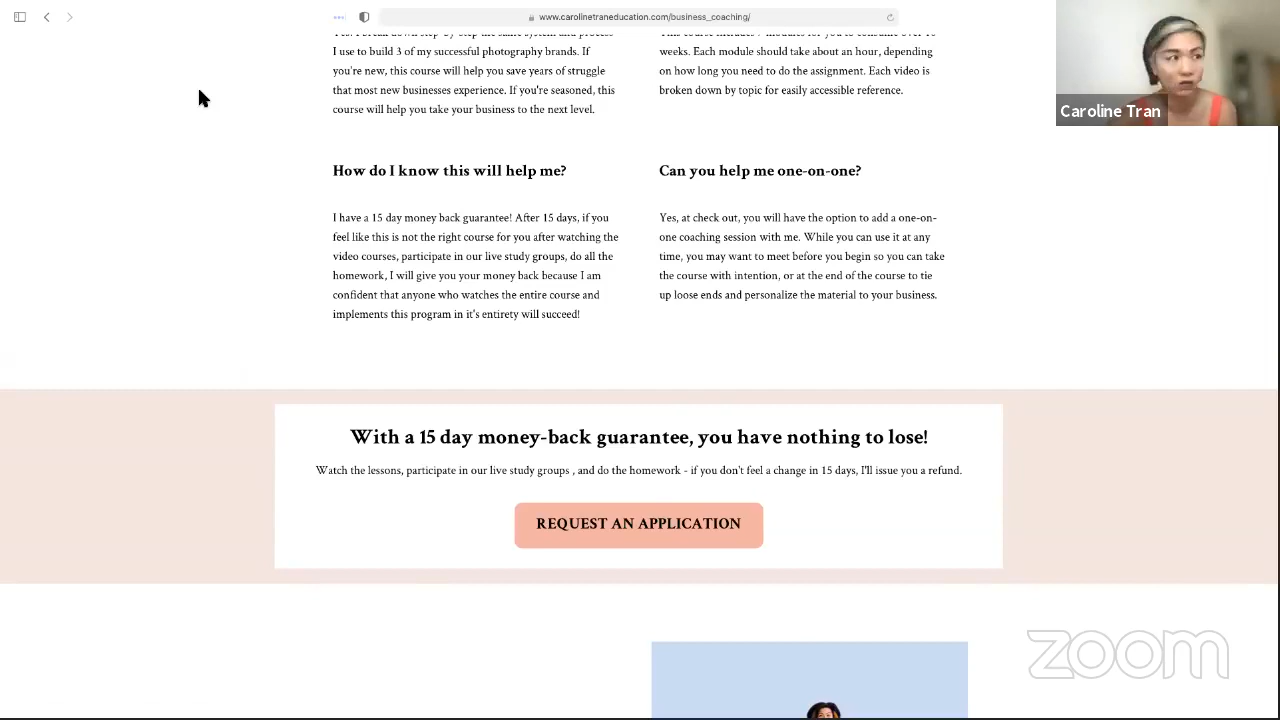 www.carolinetraneducation.com/business_coaching/
Caroline Tran
I use to build 3 of my successful photography brands. If
you're new, this course will help you save years of struggle
that most new businesses experience. If you're seasoned, this
course will help you take your business to the next level.
weeks. Each module should take about an hour, depending
on how long you need to do the assignment. Each video is
broken down by topic for easily accessible reference.
How do I know this will help me?
I have a 15 day money back guarantee! After 15 days, if you
feel like this is not the right course for you after watching the
video courses, participate in our live study groups, do all the
homework, I will give you your money back because I am
confident that anyone who watches the entire course and
implements this program in it's entirety will succeed!
Can you help me one-on-one?
Yes, at check out, you will have the option to add a one-on-
one coaching session with me. While you can use it at any
time, you may want to meet before you begin so you can take
the course with intention, or at the end of the course to tie
up loose ends and personalize the material to your business.
With a 15 day money-back guarantee, you have nothing to lose!
Watch the lessons, participate in our live study groups , and do the homework - if you don't feel a change in 15 days, I'll issue you a refund.
REQUEST AN APPLICATION
zoom